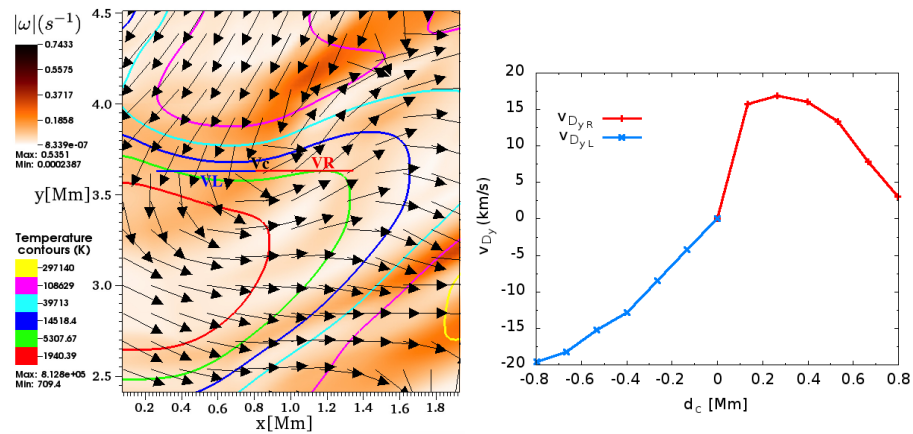 |ω|(s⁻¹)
0.7433
0.5575
0.3717
0.1858
8.339e-07
Max: 0.5351
Min: 0.0002387
Temperature
contours (K)
297140
108629
39713
14518.4
5307.67
1940.39
Max: 8.128e+05
Min: 709.4
4.5
4.0
3.5
3.0
2.5
y[Mm]
Vc
VL
VR
0.2 0.4 0.6 0.8 1.0 1.2 1.4 1.6 1.8
x[Mm]
20
15
10
5
0
-5
-10
-15
-20
v_Dy (km/s)
v_DyR
v_DyL
-0.8 -0.6 -0.4 -0.2 0 0.2 0.4 0.6 0.8
d_c [Mm]